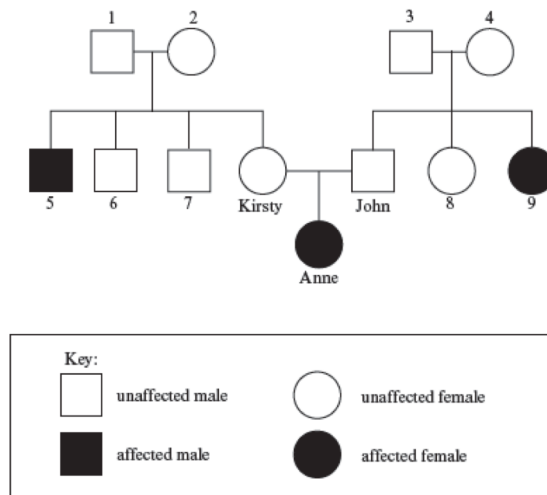 1 2 3 4
5 6 7 Kirsty John 8 9
Anne
Key:
unaffected male unaffected female
affected male affected female